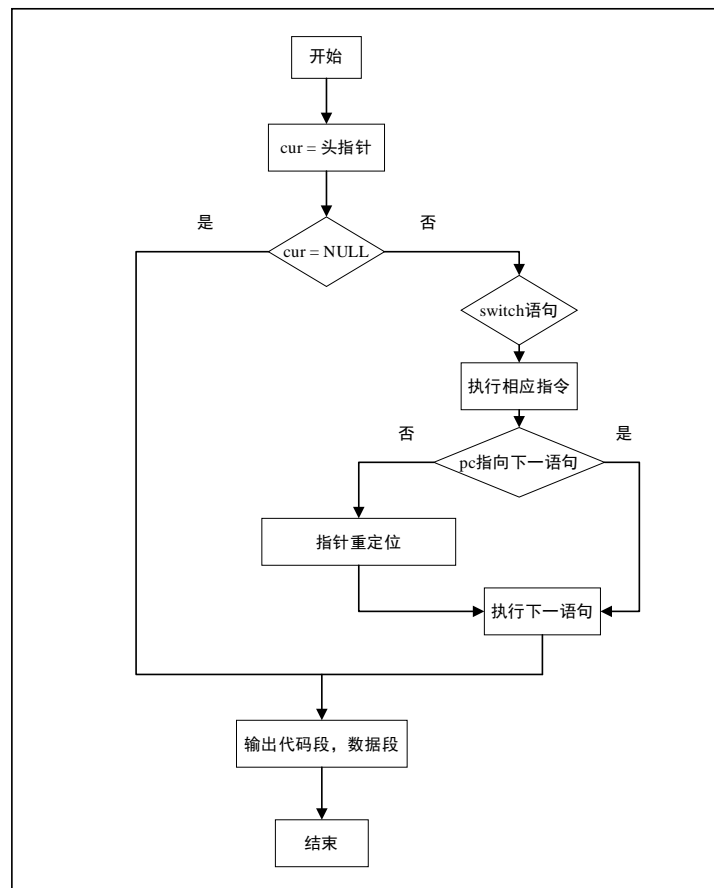 开始
cur = 头指针
是
否
cur = NULL
switch语句
执行相应指令
否
是
pc指向下一语句
指针重定位
执行下一语句
输出代码段，数据段
结束